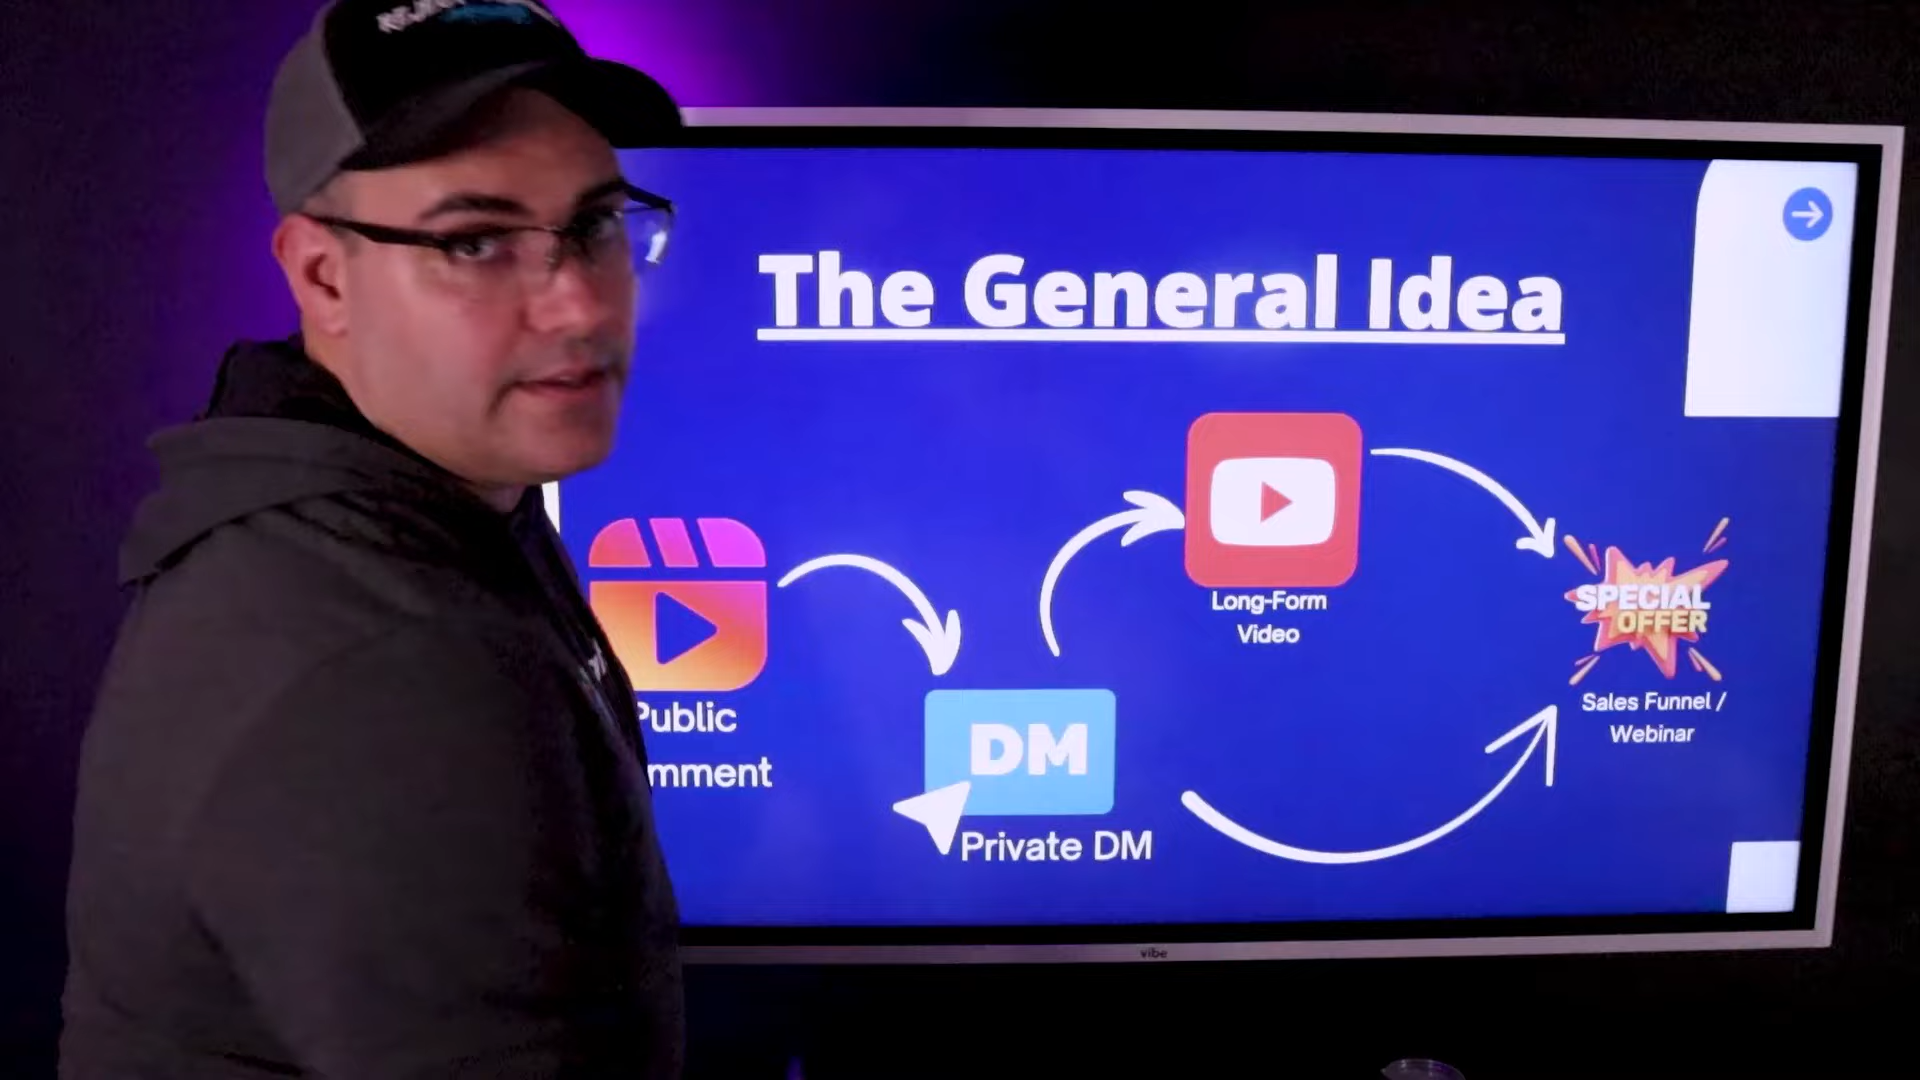 The General Idea
Long-Form
Video
SPECIAL
OFFER
Sales Funnel /
Webinar
Public
mment
DM
Private DM
vibe